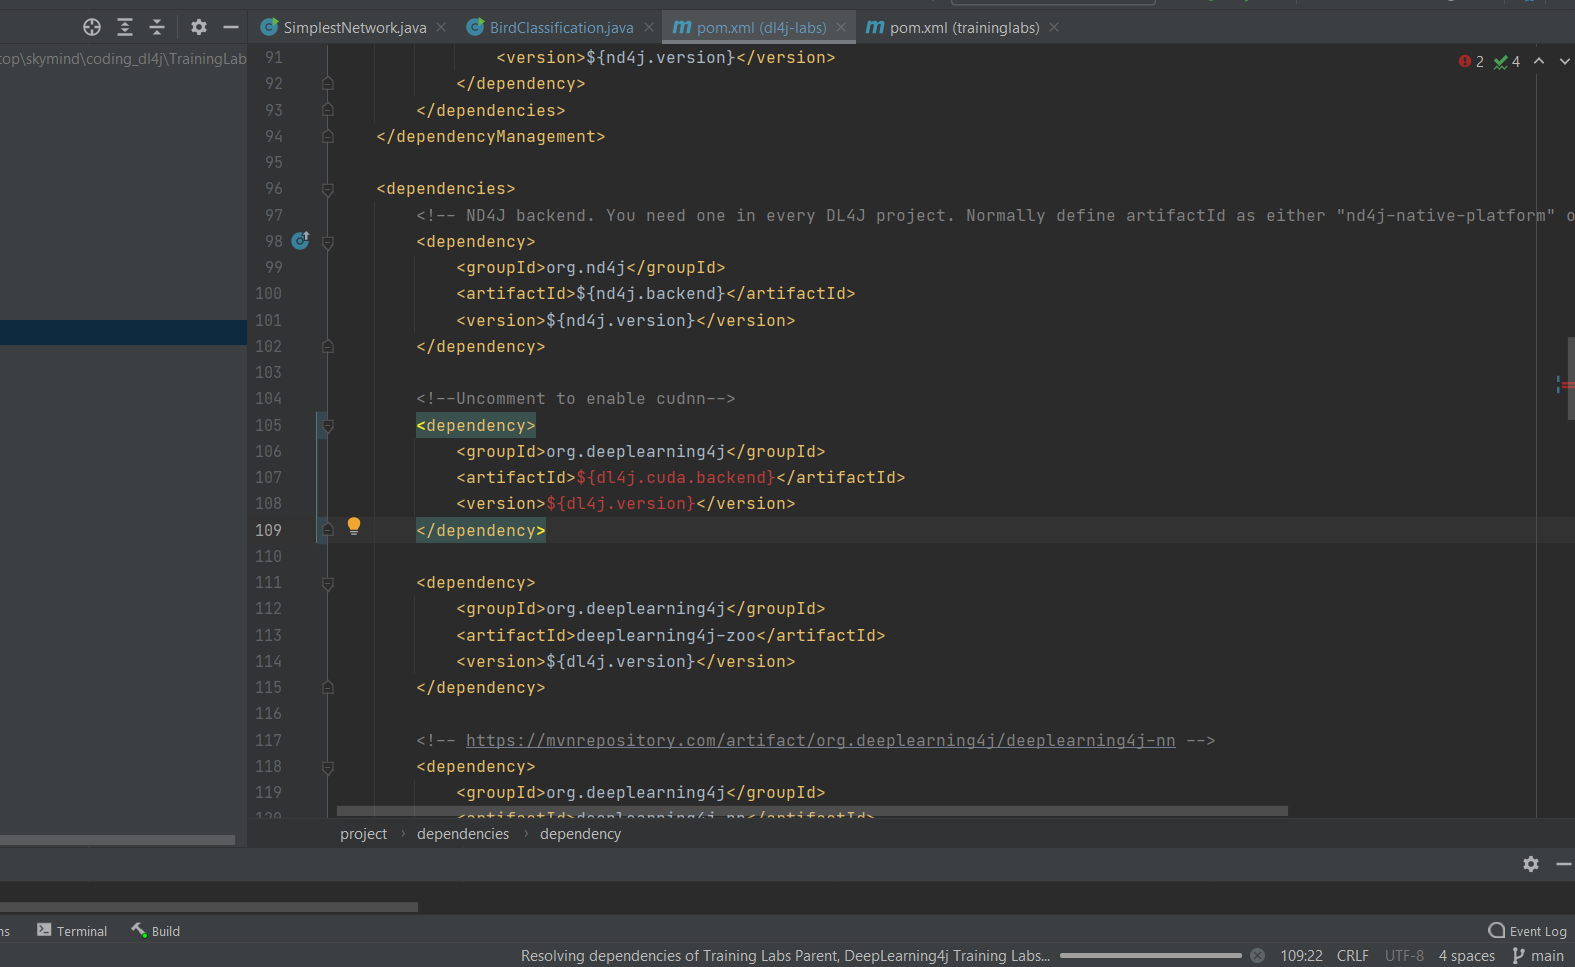 SimplestNetwork.java
BirdClassification.java
pom.xml (dl4j-labs)
pom.xml (traininglabs)
top\skymind\coding_dl4j\TrainingLab
2 4
91 <version>${nd4j.version}</version>
92 </dependency>
93 </dependencies>
94 </dependencyManagement>
95
96 <dependencies>
97 <!-- ND4J backend. You need one in every DL4J project. Normally define artifactId as either "nd4j-native-platform" o
98 <dependency>
99 <groupId>org.nd4j</groupId>
100 <artifactId>${nd4j.backend}</artifactId>
101 <version>${nd4j.version}</version>
102 </dependency>
103
104 <!--Uncomment to enable cudnn-->
105 <dependency>
106 <groupId>org.deeplearning4j</groupId>
107 <artifactId>${dl4j.cuda.backend}</artifactId>
108 <version>${dl4j.version}</version>
109 </dependency>
110
111 <dependency>
112 <groupId>org.deeplearning4j</groupId>
113 <artifactId>deeplearning4j-zoo</artifactId>
114 <version>${dl4j.version}</version>
115 </dependency>
116
117 <!-- https://mvnrepository.com/artifact/org.deeplearning4j/deeplearning4j-nn -->
118 <dependency>
119 <groupId>org.deeplearning4j</groupId>
120 <artifactId>deeplearning4j-nn</artifactId>
project › dependencies › dependency
ns Terminal Build Event Log
Resolving dependencies of Training Labs Parent, DeepLearning4j Training Labs... 109:22 CRLF UTF-8 4 spaces main